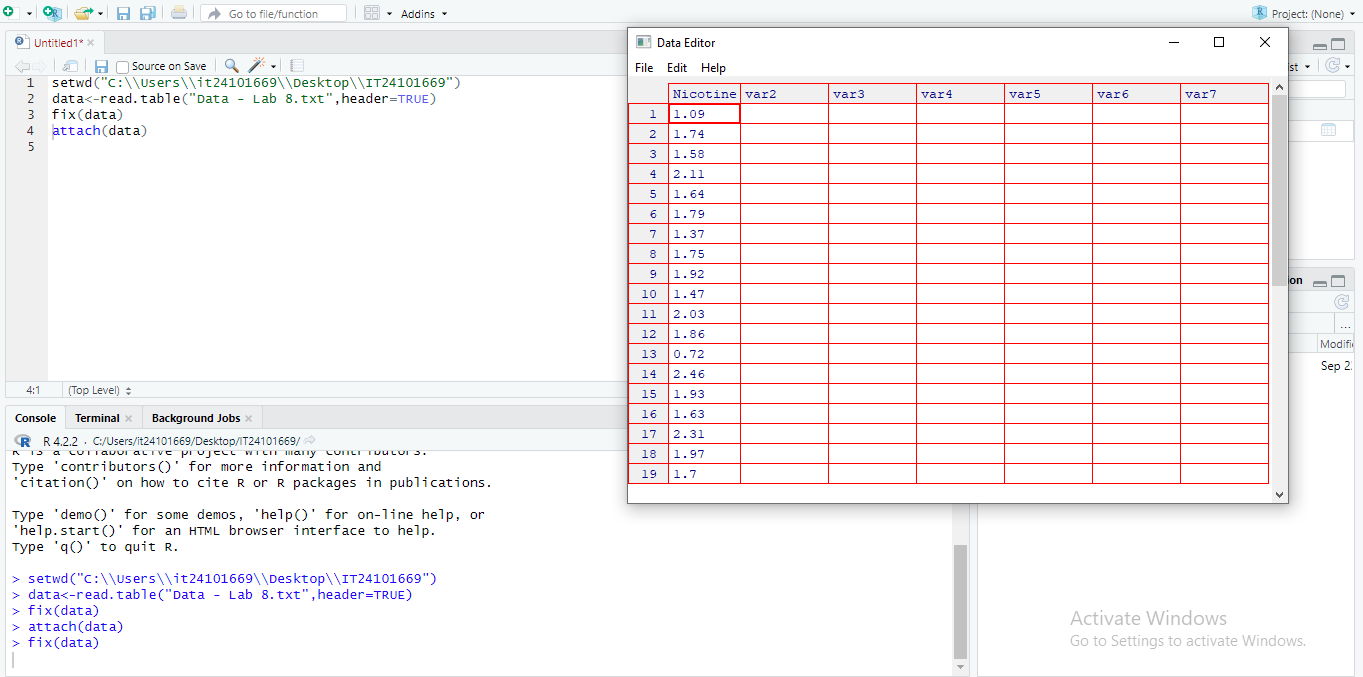 Go to file/function
Addins
Project: (None)
Untitled1*
Source on Save
1 setwd("C:\\Users\\it24101669\\Desktop\\IT24101669")
2 data<-read.table("Data - Lab 8.txt",header=TRUE)
3 fix(data)
4 attach(data)
5
4:1 (Top Level)
Console Terminal Background Jobs
R 4.2.2 · C:/Users/it24101669/Desktop/IT24101669/
R is a collaborative project with many contributors.
Type 'contributors()' for more information and
'citation()' on how to cite R or R packages in publications.
Type 'demo()' for some demos, 'help()' for on-line help, or
'help.start()' for an HTML browser interface to help.
Type 'q()' to quit R.
> setwd("C:\\Users\\it24101669\\Desktop\\IT24101669")
> data<-read.table("Data - Lab 8.txt",header=TRUE)
> fix(data)
> attach(data)
> fix(data)
Data Editor
File Edit Help
Nicotine var2 var3 var4 var5 var6 var7
1 1.09
2 1.74
3 1.58
4 2.11
5 1.64
6 1.79
7 1.37
8 1.75
9 1.92
10 1.47
11 2.03
12 1.86
13 0.72
14 2.46
15 1.93
16 1.63
17 2.31
18 1.97
19 1.7
Sep 2
Activate Windows
Go to Settings to activate Windows.